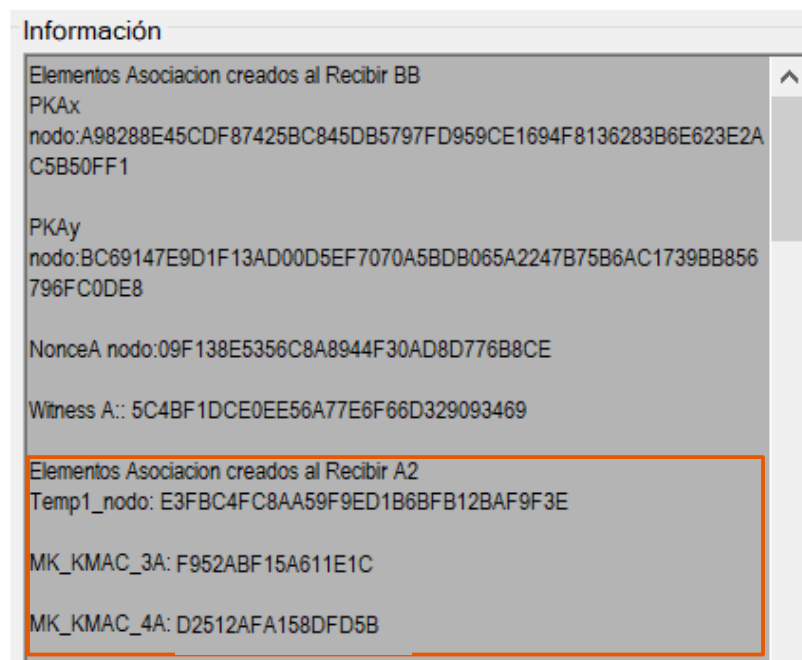 Información
Elementos Asociacion creados al Recibir BB
PKAx
nodo:A98288E45CDF87425BC845DB5797FD959CE1694F8136283B6E623E2A
C5B50FF1
PKAy
nodo:BC69147E9D1F13AD00D5EF7070A5BDB065A2247B75B6AC1739BB856
796FC0DE8
NonceA nodo:09F138E5356C8A8944F30AD8D776B8CE
Witness A:: 5C4BF1DCE0EE56A77E6F66D329093469
Elementos Asociacion creados al Recibir A2
Temp1_nodo: E3FBC4FC8AA59F9ED1B6BFB12BAF9F3E
MK_KMAC_3A: F952ABF15A611E1C
MK_KMAC_4A: D2512AFA158DFD5B